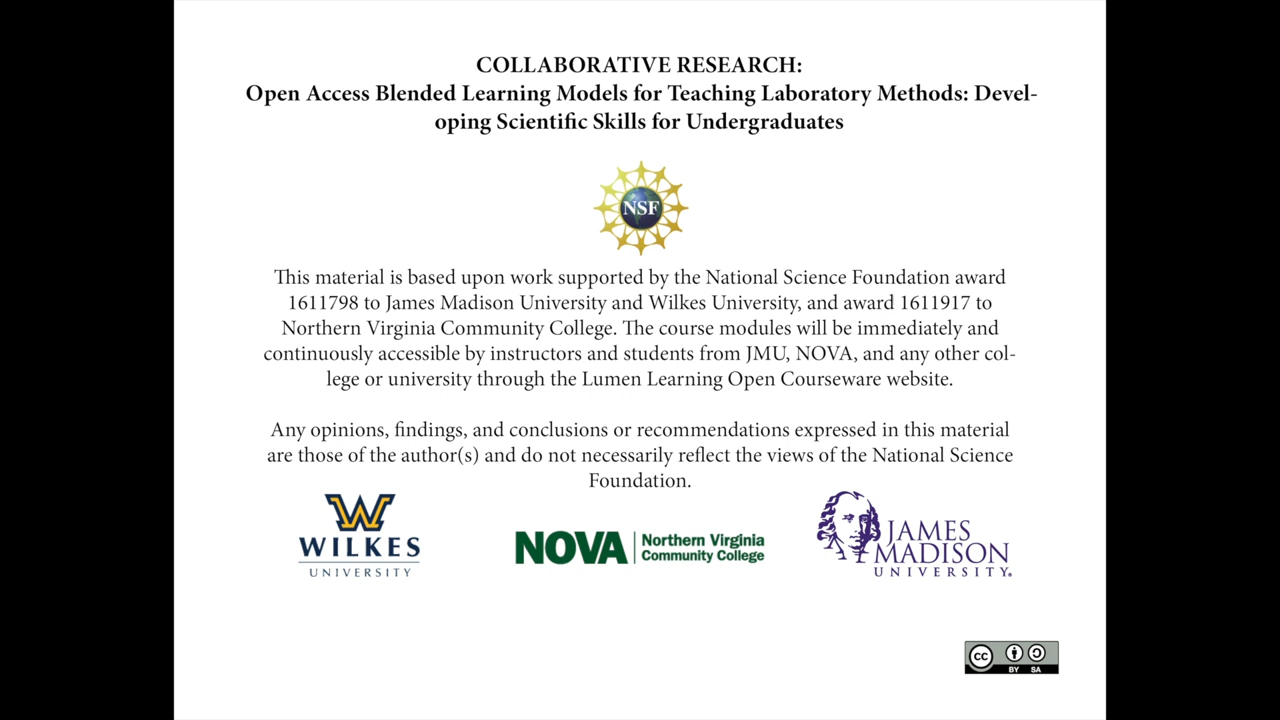 COLLABORATIVE RESEARCH:
Open Access Blended Learning Models for Teaching Laboratory Methods: Devel-
oping Scientific Skills for Undergraduates
NSF
This material is based upon work supported by the National Science Foundation award
1611798 to James Madison University and Wilkes University, and award 1611917 to
Northern Virginia Community College. The course modules will be immediately and
continuously accessible by instructors and students from JMU, NOVA, and any other col-
lege or university through the Lumen Learning Open Courseware website.
Any opinions, findings, and conclusions or recommendations expressed in this material
are those of the author(s) and do not necessarily reflect the views of the National Science
Foundation.
W
WILKES
UNIVERSITY
NOVA
Northern Virginia
Community College
JAMES
MADISON
UNIVERSITY.
cc
BY SA